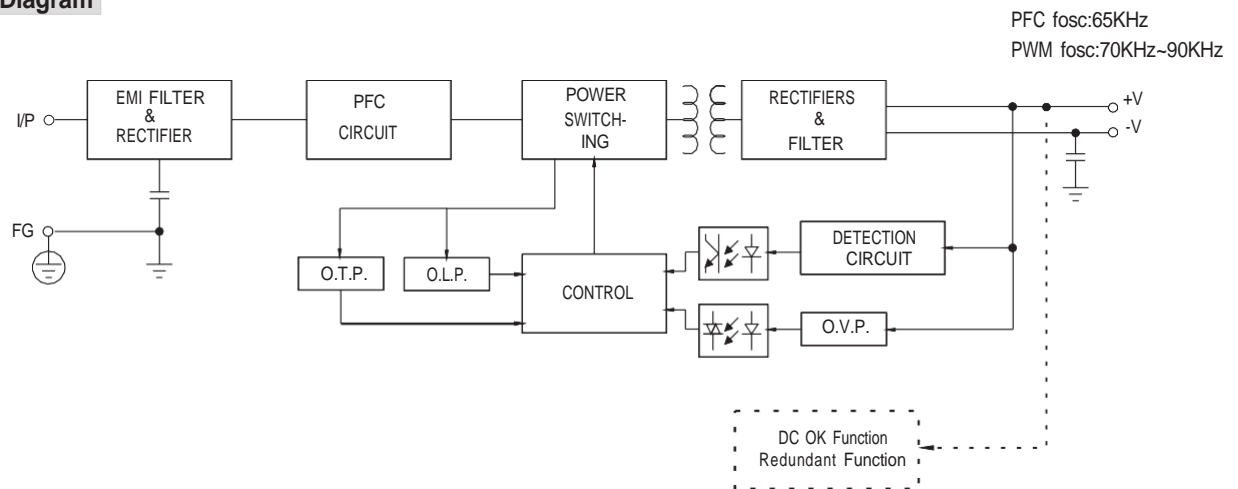 Diagram
PFC fosc:65KHz
PWM fosc:70KHz~90KHz
I/P
EMI FILTER
&
RECTIFIER
PFC
CIRCUIT
POWER
SWITCH-
ING
RECTIFIERS
&
FILTER
+V
-V
FG
O.T.P.
O.L.P.
CONTROL
DETECTION
CIRCUIT
O.V.P.
DC OK Function
Redundant Function